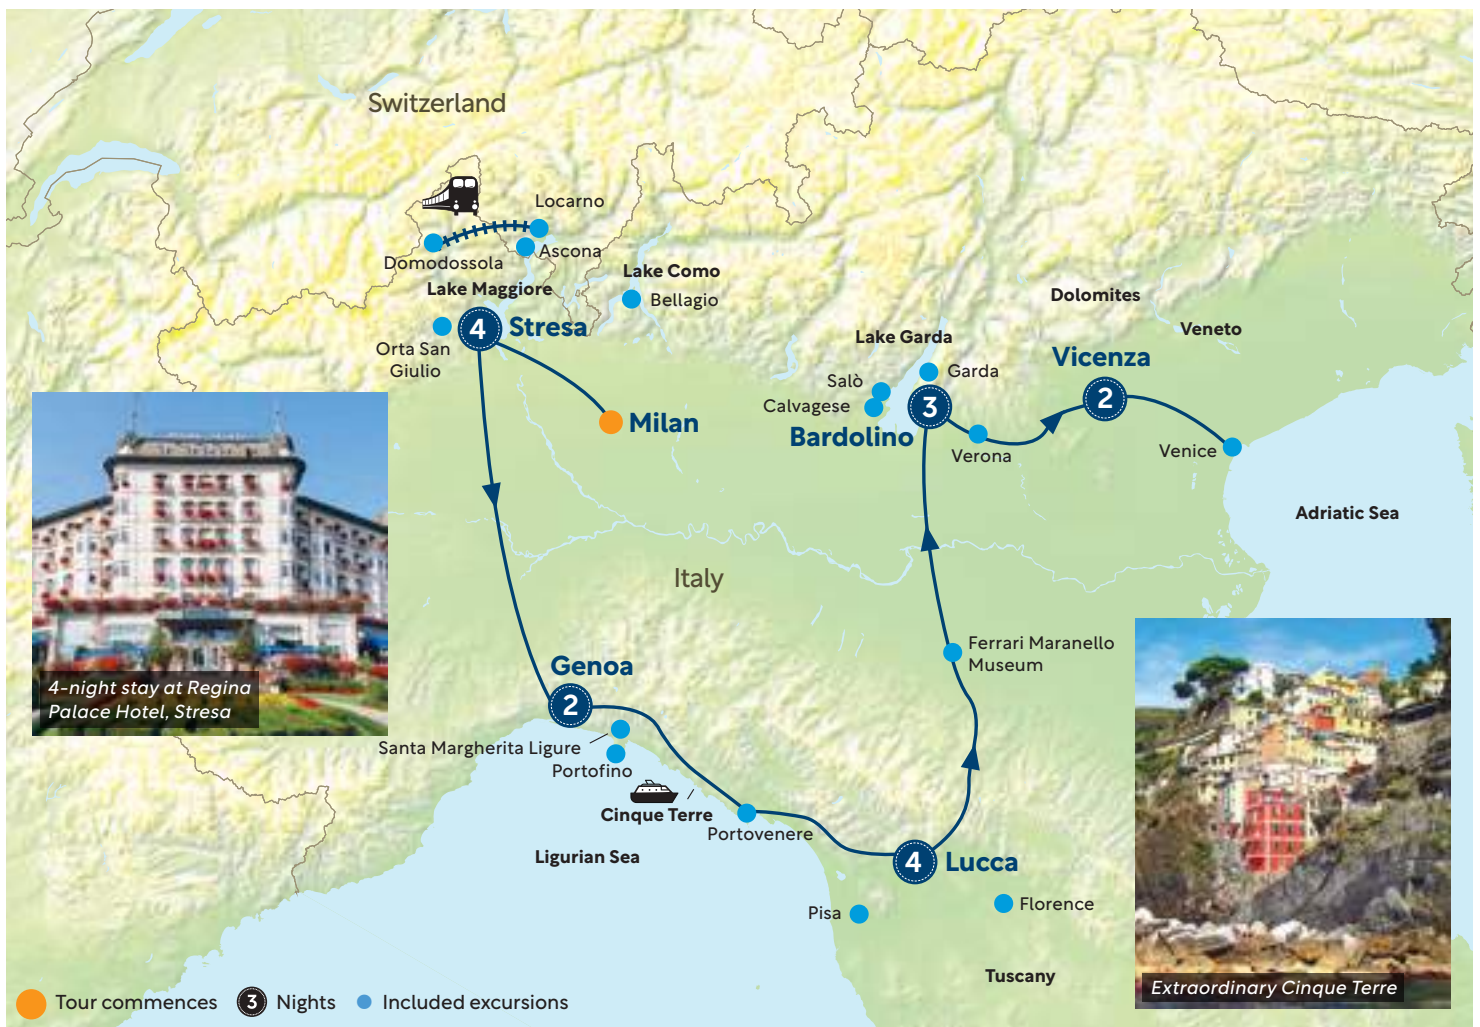 Switzerland
Locarno
Ascona
Domodossola
Lake Maggiore
Lake Como
Bellagio
4
Stresa
Orta San
Giulio
Milan
Dolomites
Veneto
Lake Garda
Garda
Salò
Calvagese
3
Bardolino
Verona
Vicenza
2
Venice
Adriatic Sea
Italy
Ferrari Maranello
Museum
Genoa
2
Santa Margherita Ligure
Portofino
Cinque Terre
Portovenere
Ligurian Sea
4
Lucca
Pisa
Florence
Tuscany
4-night stay at Regina
Palace Hotel, Stresa
Extraordinary Cinque Terre
Tour commences
3
Nights
Included excursions